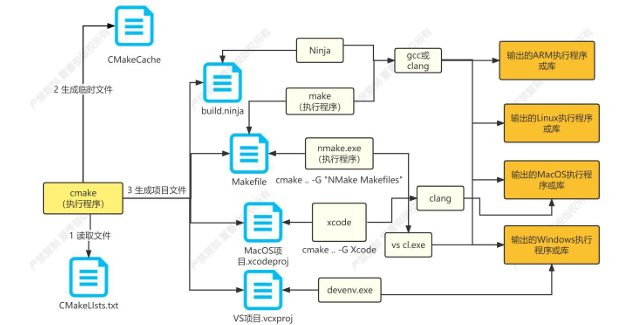 CMakeCache
2 生成临时文件
cmake
(执行程序)
3 生成项目文件
1 读取文件
CMakeLIsts.txt
build.ninja
Makefile
MacOS项
目.xcodeproj
VS项目.vcxproj
Ninja
make
(执行程序)
nmake.exe
(执行程序)
cmake .. -G "NMake Makefiles"
xcode
cmake .. -G Xcode
devenv.exe
gcc或
clang
clang
vs cl.exe
输出的ARM执行程序
或库
输出的Linux执行程序
或库
输出的MacOS执行程
序或库
输出的Windows执行
程序或库